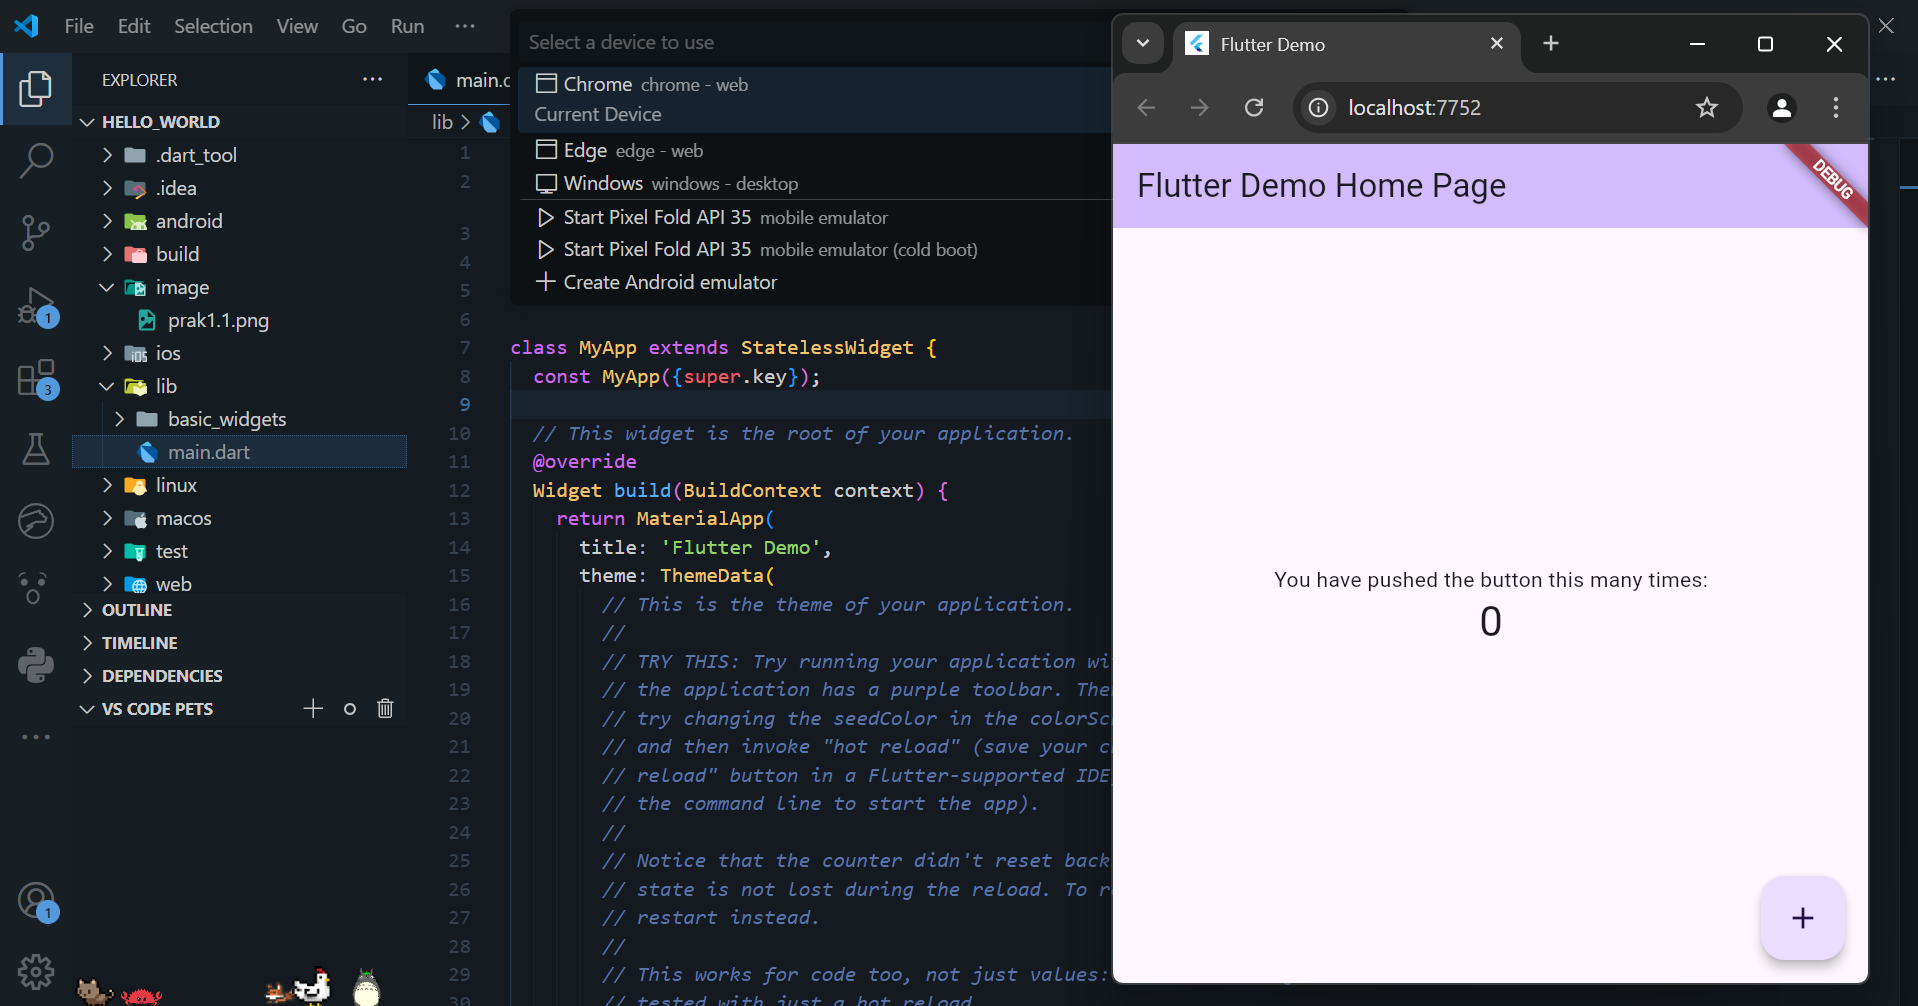 File Edit Selection View Go Run ···
EXPLORER
HELLO_WORLD
.dart_tool
.idea
android
build
image
prak1.1.png
ios
lib
basic_widgets
main.dart
linux
macos
test
web
OUTLINE
TIMELINE
DEPENDENCIES
VS CODE PETS
1
3
1
Select a device to use
Chrome chrome - web
Current Device
Edge edge - web
Windows windows - desktop
Start Pixel Fold API 35 mobile emulator
Start Pixel Fold API 35 mobile emulator (cold boot)
Create Android emulator
main.d
lib >
1
2
3
4
5
6
7 class MyApp extends StatelessWidget {
8 const MyApp({super.key});
9
10 // This widget is the root of your application.
11 @override
12 Widget build(BuildContext context) {
13 return MaterialApp(
14 title: 'Flutter Demo',
15 theme: ThemeData(
16 // This is the theme of your application.
17 //
18 // TRY THIS: Try running your application wi
19 // the application has a purple toolbar. The
20 // try changing the seedColor in the colorSc
21 // and then invoke "hot reload" (save your c
22 // reload" button in a Flutter-supported IDE
23 // the command line to start the app).
24 //
25 // Notice that the counter didn't reset back
26 // state is not lost during the reload. To r
27 // restart instead.
28 //
29 // This works for code too, not just values:
30 // tested with just a hot reload
Flutter Demo
localhost:7752
Flutter Demo Home Page
DEBUG
You have pushed the button this many times:
0